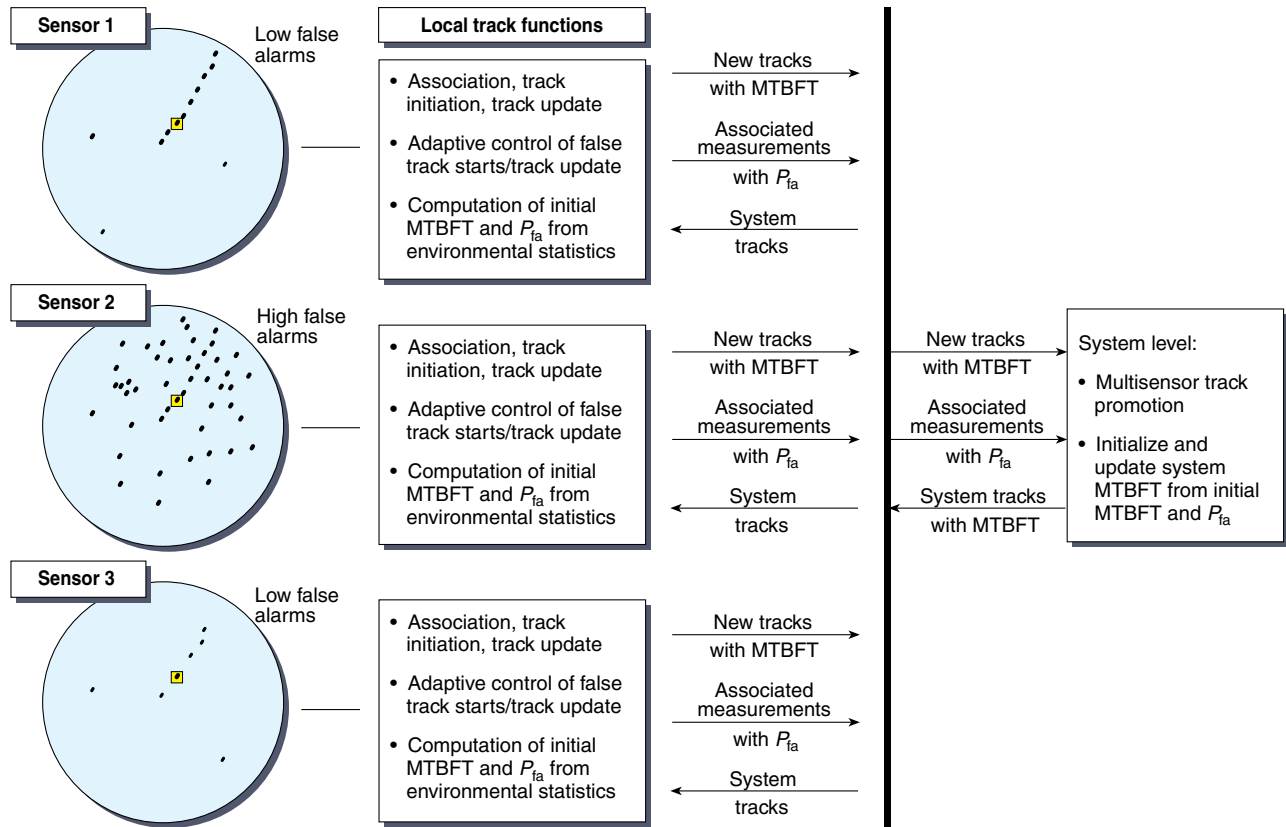 Sensor 1
Low false
alarms
Local track functions
• Association, track
initiation, track update
• Adaptive control of false
track starts/track update
• Computation of initial
MTBFT and Pfa from
environmental statistics
New tracks
with MTBFT
Associated
measurements
with Pfa
System
tracks
Sensor 2
High false
alarms
• Association, track
initiation, track update
• Adaptive control of false
track starts/track update
• Computation of initial
MTBFT and Pfa from
environmental statistics
New tracks
with MTBFT
Associated
measurements
with Pfa
System
tracks
New tracks
with MTBFT
Associated
measurements
with Pfa
System tracks
with MTBFT
System level:
• Multisensor track
promotion
• Initialize and
update system
MTBFT from initial
MTBFT and Pfa
Sensor 3
Low false
alarms
• Association, track
initiation, track update
• Adaptive control of false
track starts/track update
• Computation of initial
MTBFT and Pfa from
environmental statistics
New tracks
with MTBFT
Associated
measurements
with Pfa
System
tracks